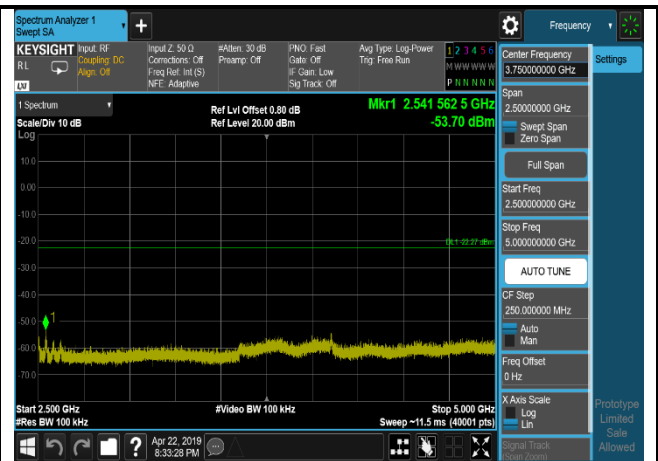 Spectrum Analyzer 1
Swept SA
Frequency
KEYSIGHT
RL
Input: RF
Coupling: DC
Align: Off
Input Z: 50 Ω
Corrections: Off
Freq Ref: Int (S)
NFE: Adaptive
#Atten: 30 dB
Preamp: Off
PNO: Fast
Gate: Off
IF Gain: Low
Sig Track: Off
Avg Type: Log-Power
Trig: Free Run
1 2 3 4 5 6
M W W W W W
P N N N N N
1 Spectrum
Scale/Div 10 dB
Log
Ref Lvl Offset 0.80 dB
Ref Level 20.00 dBm
Mkr1 2.541 562 5 GHz
-53.70 dBm
10.0
0.00
-10.0
-20.0
-30.0
-40.0
-50.0
-60.0
-70.0
DL1 -22.27 dBm
1
Start 2.500 GHz
#Res BW 100 kHz
#Video BW 100 kHz
Stop 5.000 GHz
Sweep ~11.5 ms (40001 pts)
Apr 22, 2019
8:33:28 PM
Center Frequency
3.750000000 GHz
Settings
Span
2.50000000 GHz
Swept Span
Zero Span
Full Span
Start Freq
2.500000000 GHz
Stop Freq
5.000000000 GHz
AUTO TUNE
CF Step
250.000000 MHz
Auto
Man
Freq Offset
0 Hz
X Axis Scale
Log
Lin
Signal Track
(Span Zoom)
Prototype
Limited
Sale
Allowed